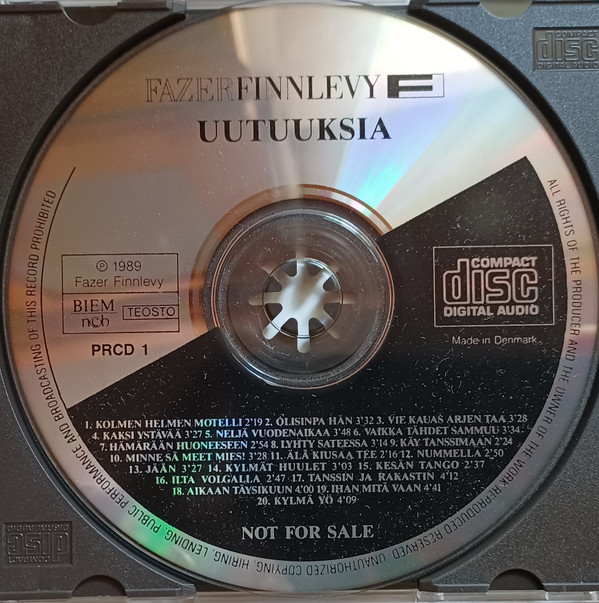 FAZERFINNLEVY
UUTUUKSIA
℗ 1989
Fazer Finnlevy
BIEM
ncb
TEOSTO
PRCD 1
COMPACT
disc
DIGITAL AUDIO
Made in Denmark
1. KOLMEN HELMEN MOTELLI 2'19 2. OLISINPA HÄN 3'32 3. VIE KAUAS ARJEN TAA 3'28
4. KAKSI YSTÄVÄÄ 3'27 5. NELJÄ VUODENAIKAA 3'48 6. VAIKKA TÄHDET SAMMUU 3'34
7. HÄMÄRÄÄN HUONEESEEN 2'54 8. LYHTY SATEESSA 3'14 9. KÄY TANSSIMAAN 2'24
10. MINNE SÄ MEET MIES! 3'28 11. ÄLÄ KIUSAA TEE 2'16 12. NUMMELLA 2'50
13. JÄÄN 3'27 14. KYLMÄT HUULET 3'03 15. KESÄN TANGO 2'37
16. ILTA VOLGALLA 2'47 17. TANSSIN JA RAKASTIN 4'12
18. AIKAAN TÄYSIKUUN 4'00 19. IHAN MITÄ VAAN 4'41
20. KYLMÄ YÖ 4'09
NOT FOR SALE
ALL RIGHTS OF THE PRODUCER AND THE OWNER OF THE WORK REPRODUCED RESERVED. UNAUTHORIZED COPYING, HIRING, LENDING, PUBLIC PERFORMANCE AND BROADCASTING OF THIS RECORD PROHIBITED
disc
disc